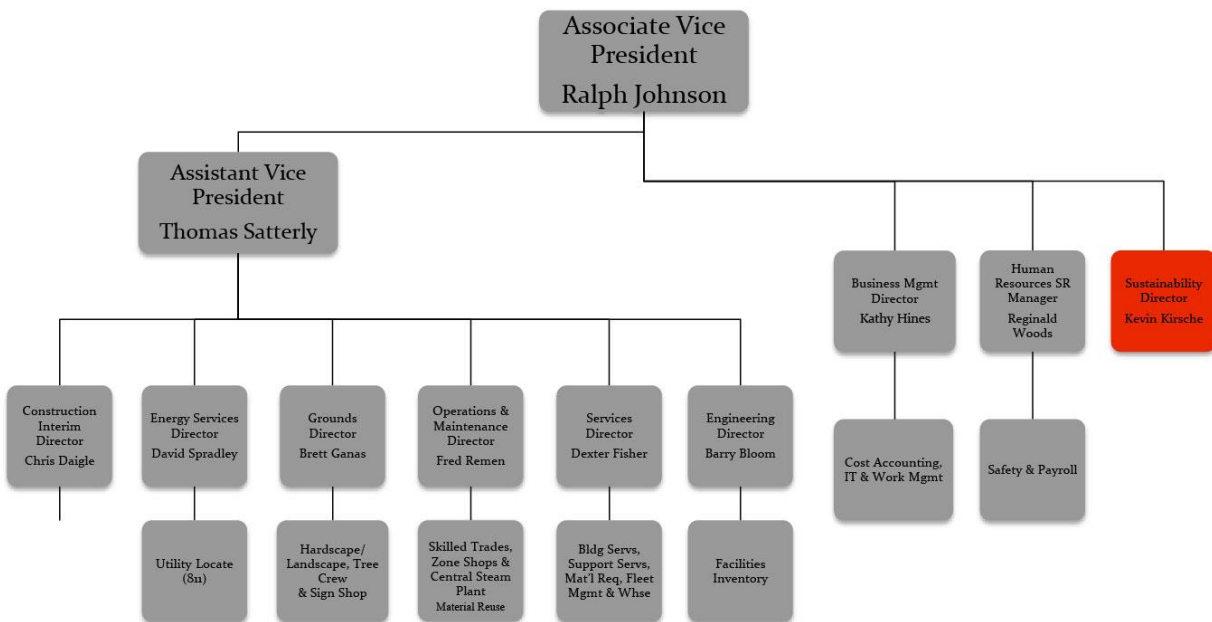 Associate Vice
President
Ralph Johnson
Assistant Vice
President
Thomas Satterly
Business Mgmt
Director
Kathy Hines
Human
Resources SR
Manager
Reginald
Woods
Sustainability
Director
Kevin Kirsche
Construction
Interim
Director
Chris Daigle
Energy Services
Director
David Spradley
Grounds
Director
Brett Ganas
Operations &
Maintenance
Director
Fred Remen
Services
Director
Dexter Fisher
Engineering
Director
Barry Bloom
Cost Accounting,
IT & Work Mgmt
Safety & Payroll
Utility Locate
(811)
Hardscape/
Landscape, Tree
Crew
& Sign Shop
Skilled Trades,
Zone Shops &
Central Steam
Plant
Material Reuse
Bldg Servs,
Support Servs,
Mat'l Req, Fleet
Mgmt & Whse
Facilities
Inventory